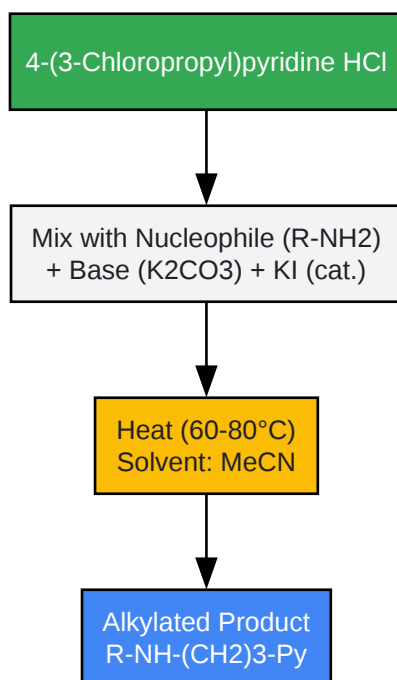 4-(3-Chloropropyl)pyridine HCl
Mix with Nucleophile (R-NH2)
+ Base (K2CO3) + KI (cat.)
Heat (60-80°C)
Solvent: MeCN
Alkylated Product
R-NH-(CH2)3-Py